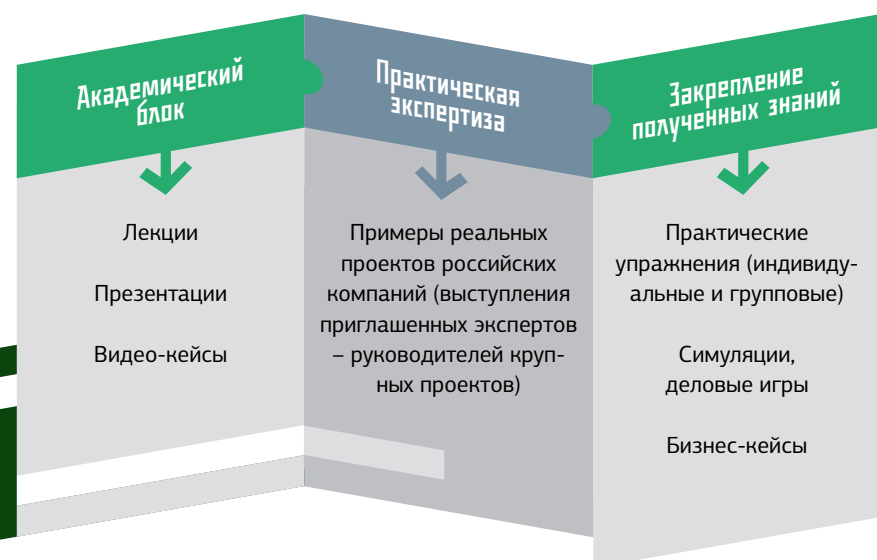 Академический
блок
Лекции
Презентации
Видео-кейсы
Практическая
экспертиза
Примеры реальных
проектов российских
компаний (выступления
приглашенных экспертов
– руководителей круп-
ных проектов)
Закрепление
полученных знаний
Практические
упражнения (индивиду-
альные и групповые)
Симуляции,
деловые игры
Бизнес-кейсы